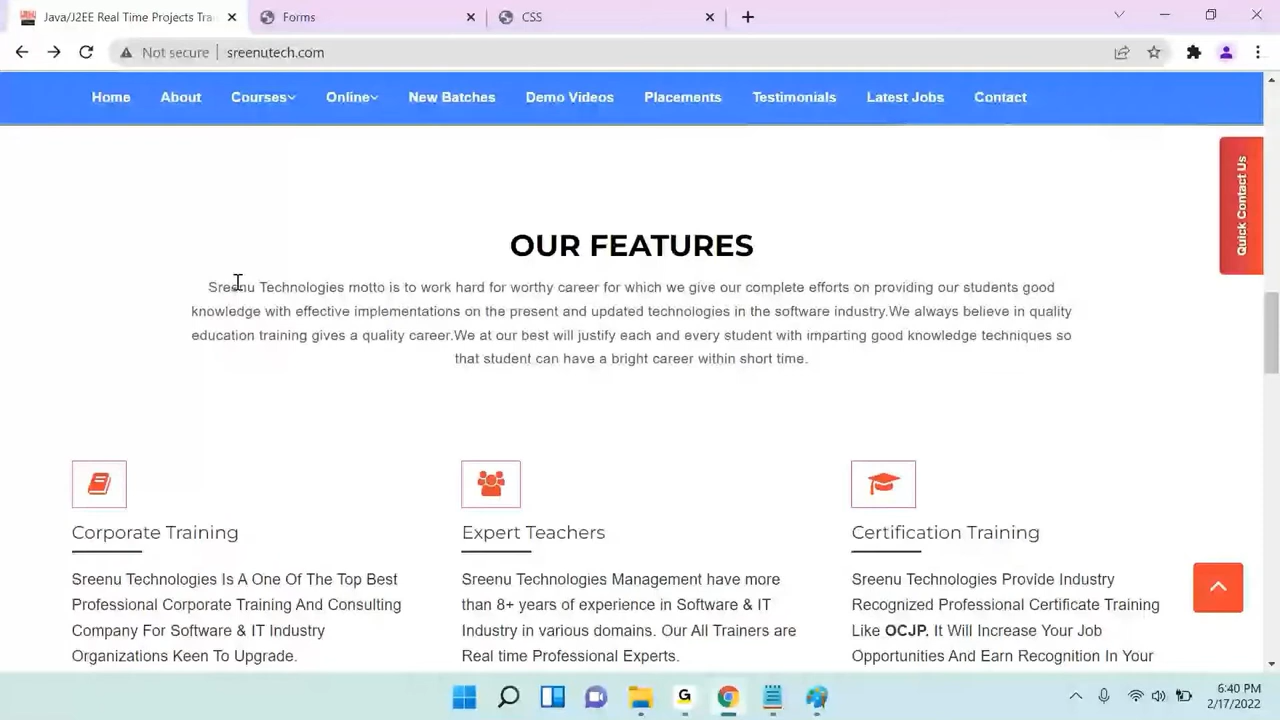 Java/J2EE Real Time Projects Trai
Forms
CSS
Not secure
sreenutech.com
Home About Courses Online New Batches Demo Videos Placements Testimonials Latest Jobs Contact
Quick Contact Us
OUR FEATURES
Sreenu Technologies motto is to work hard for worthy career for which we give our complete efforts on providing our students good
knowledge with effective implementations on the present and updated technologies in the software industry.We always believe in quality
education training gives a quality career.We at our best will justify each and every student with imparting good knowledge techniques so
that student can have a bright career within short time.
Corporate Training
Sreenu Technologies Is A One Of The Top Best
Professional Corporate Training And Consulting
Company For Software & IT Industry
Organizations Keen To Upgrade.
Expert Teachers
Sreenu Technologies Management have more
than 8+ years of experience in Software & IT
Industry in various domains. Our All Trainers are
Real time Professional Experts.
Certification Training
Sreenu Technologies Provide Industry
Recognized Professional Certificate Training
Like OCJP. It Will Increase Your Job
Opportunities And Earn Recognition In Your
G
6:40 PM
2/17/2022